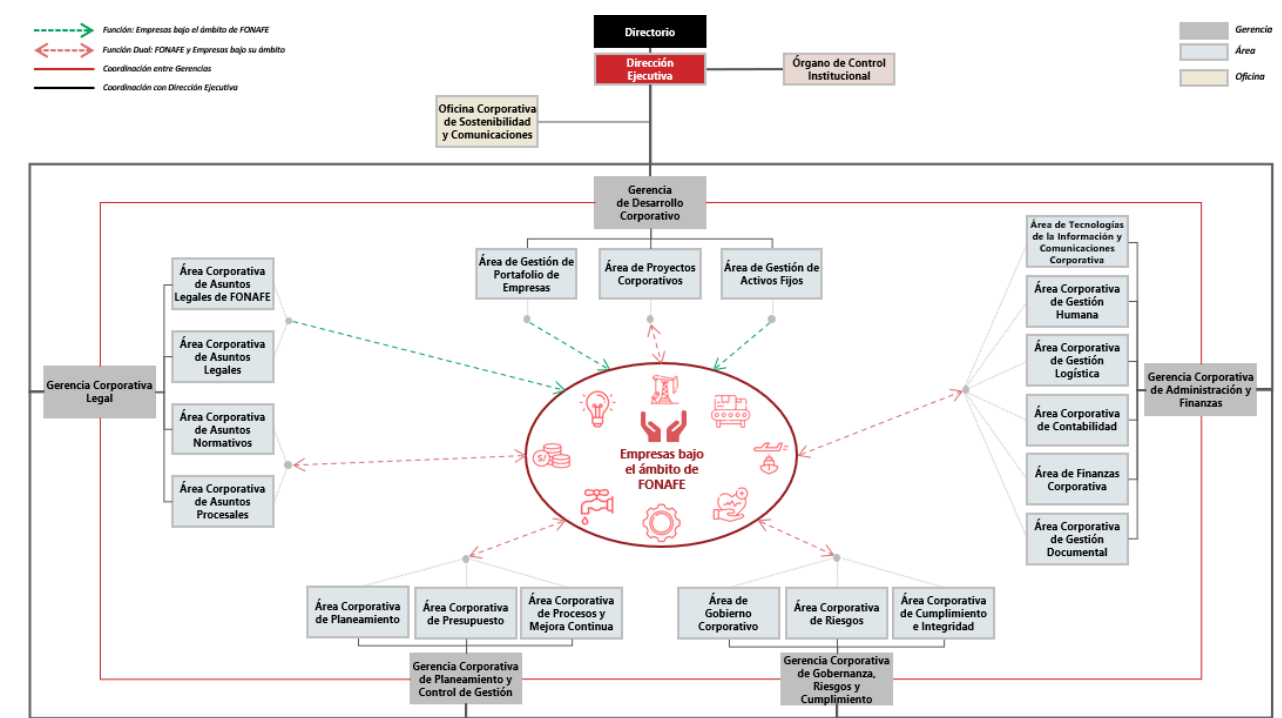 Función: Empresas bajo el ámbito de FONAFE
Función Dual: FONAFE y Empresas bajo su ámbito
Coordinación entre Gerencias
Coordinación con Dirección Ejecutiva
Gerencia
Área
Oficina
Directorio
Dirección
Ejecutiva
Órgano de Control
Institucional
Oficina Corporativa
de Sostenibilidad
y Comunicaciones
Gerencia
de Desarrollo
Corporativo
Área de Gestión de
Portafolio de
Empresas
Área de Proyectos
Corporativos
Área de Gestión de
Activos Fijos
Gerencia Corporativa
Legal
Área Corporativa
de Asuntos
Legales de FONAFE
Área Corporativa
de Asuntos
Legales
Área Corporativa
de Asuntos
Normativos
Área Corporativa
de Asuntos
Procesales
S/
Empresas bajo
el ámbito de
FONAFE
Área de Tecnologías
de la Información y
Comunicaciones
Corporativa
Área Corporativa
de Gestión
Humana
Área Corporativa
de Gestión
Logística
Área Corporativa
de Contabilidad
Área de Finanzas
Corporativa
Área Corporativa
de Gestión
Documental
Gerencia Corporativa
de Administración y
Finanzas
Área Corporativa
de Planeamiento
Área Corporativa
de Presupuesto
Área Corporativa
de Procesos y
Mejora Continua
Gerencia Corporativa
de Planeamiento y
Control de Gestión
Área de
Gobierno
Corporativo
Área Corporativa
de Riesgos
Área Corporativa
de Cumplimiento
e Integridad
Gerencia Corporativa
de Gobernanza,
Riesgos y
Cumplimiento